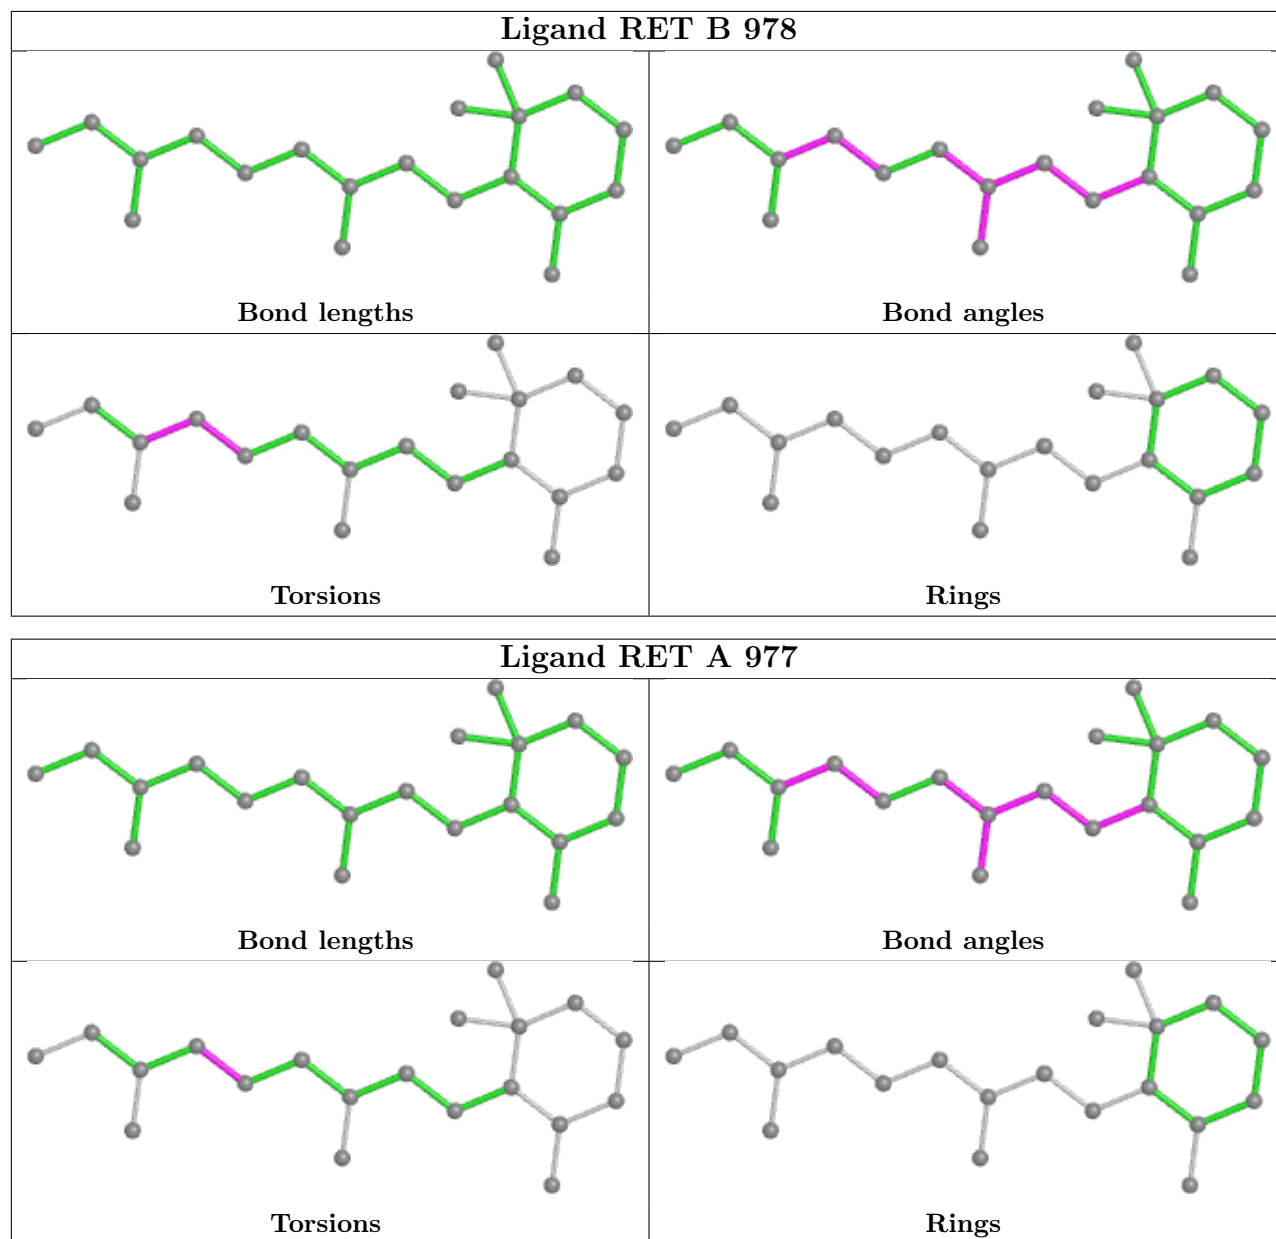 Ligand RET B 978
Bond lengths
Bond angles
Torsions
Rings
Ligand RET A 977
Bond lengths
Bond angles
Torsions
Rings